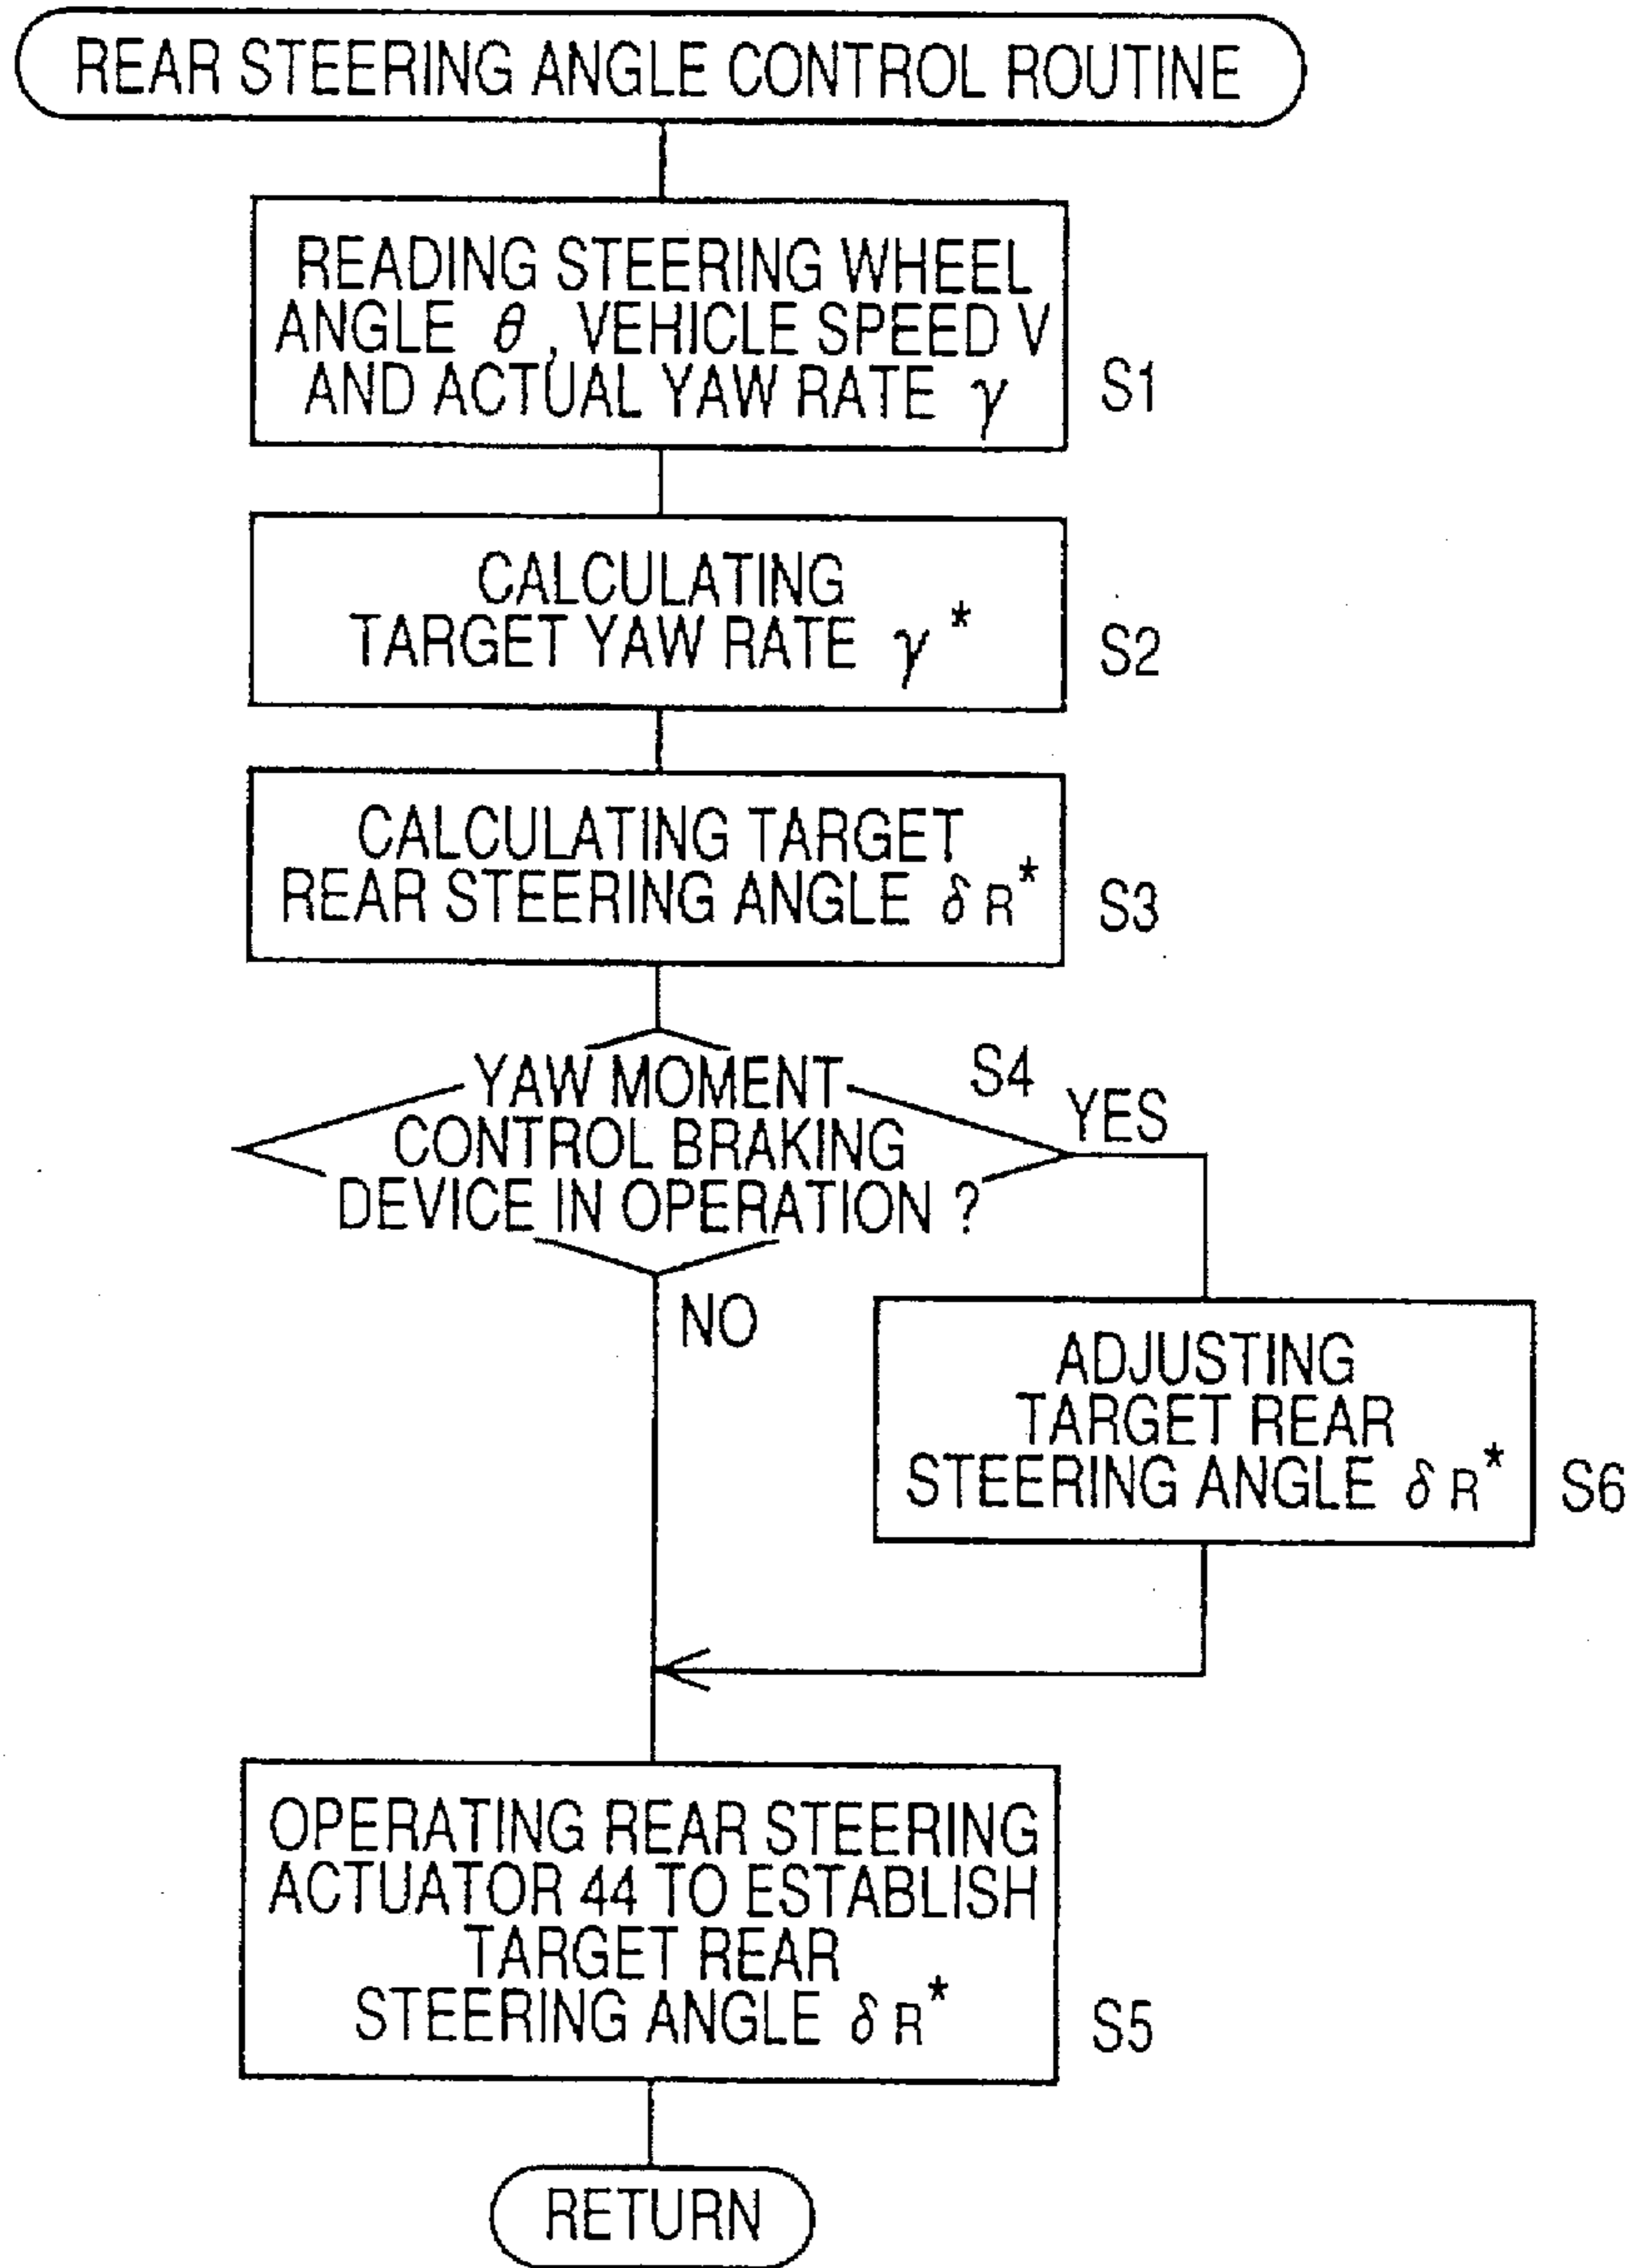 REAR STEERING ANGLE CONTROL ROUTINE
READING STEERING WHEEL
ANGLE θ, VEHICLE SPEED V
AND ACTUAL YAW RATE γ
S1
CALCULATING
TARGET YAW RATE γ*
S2
CALCULATING TARGET
REAR STEERING ANGLE δR*
S3
S4
YAW MOMENT
CONTROL BRAKING
DEVICE IN OPERATION ?
YES
NO
ADJUSTING
TARGET REAR
STEERING ANGLE δR*
S6
OPERATING REAR STEERING
ACTUATOR 44 TO ESTABLISH
TARGET REAR
STEERING ANGLE δR*
S5
RETURN